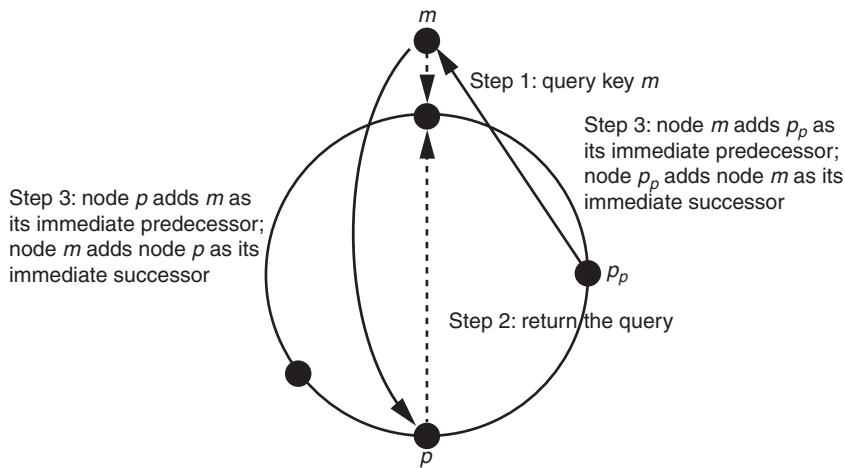 m
Step 1: query key m
Step 3: node m adds pp as
its immediate predecessor;
node pp adds node m as its
immediate successor
Step 3: node p adds m as
its immediate predecessor;
node m adds node p as its
immediate successor
pp
Step 2: return the query
p